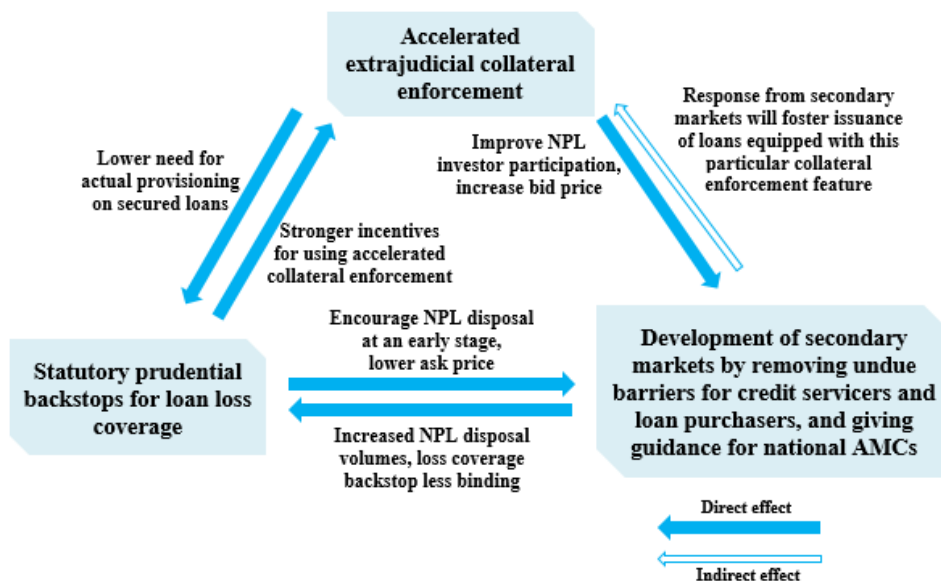 Accelerated
extrajudicial collateral
enforcement
Response from secondary
markets will foster issuance
of loans equipped with this
particular collateral
enforcement feature
Improve NPL
investor participation,
increase bid price
Lower need for
actual provisioning
on secured loans
Stronger incentives
for using accelerated
collateral enforcement
Encourage NPL disposal
at an early stage,
lower ask price
Statutory prudential
backstops for loan loss
coverage
Development of secondary
markets by removing undue
barriers for credit servicers and
loan purchasers, and giving
guidance for national AMCs
Increased NPL disposal
volumes, loss coverage
backstop less binding
Direct effect
Indirect effect